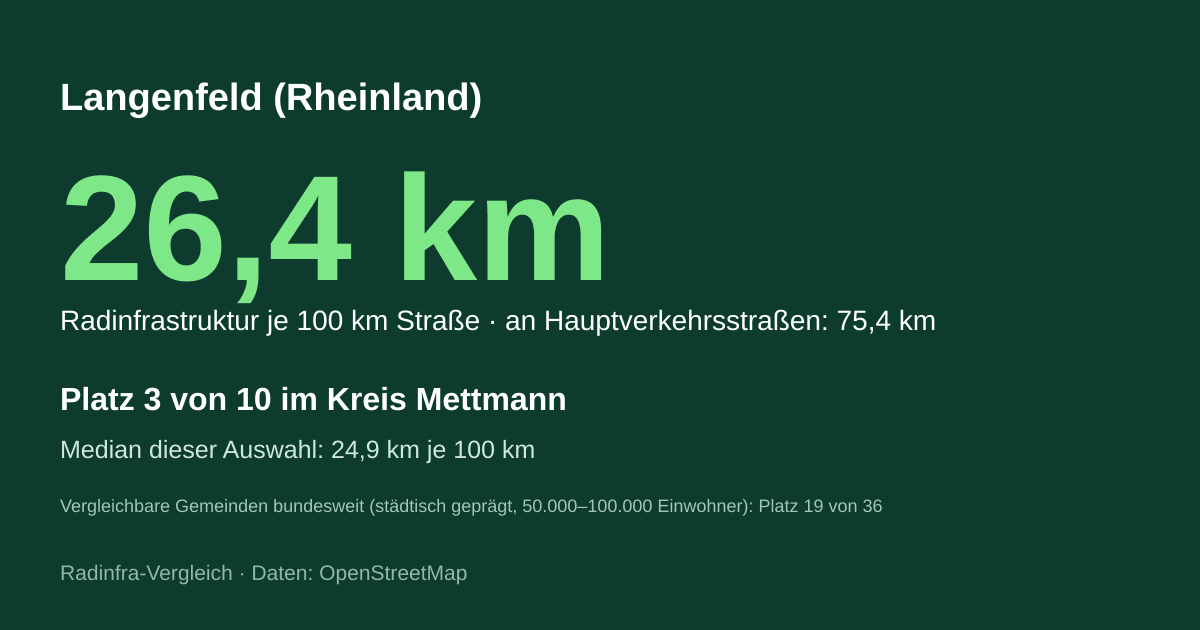 Langenfeld (Rheinland)
26,4 km
Radinfrastruktur je 100 km Straße · an Hauptverkehrsstraßen: 75,4 km
Platz 3 von 10 im Kreis Mettmann
Median dieser Auswahl: 24,9 km je 100 km
Vergleichbare Gemeinden bundesweit (städtisch geprägt, 50.000–100.000 Einwohner): Platz 19 von 36
Radinfra-Vergleich · Daten: OpenStreetMap